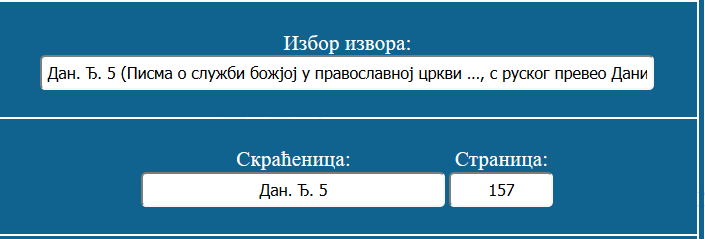 Избор извора:
Дан. Ђ. 5 (Писма о служби божјој у православној цркви ..., с руског превео Дани
Скраћеница: Страница:
Дан. Ђ. 5 157